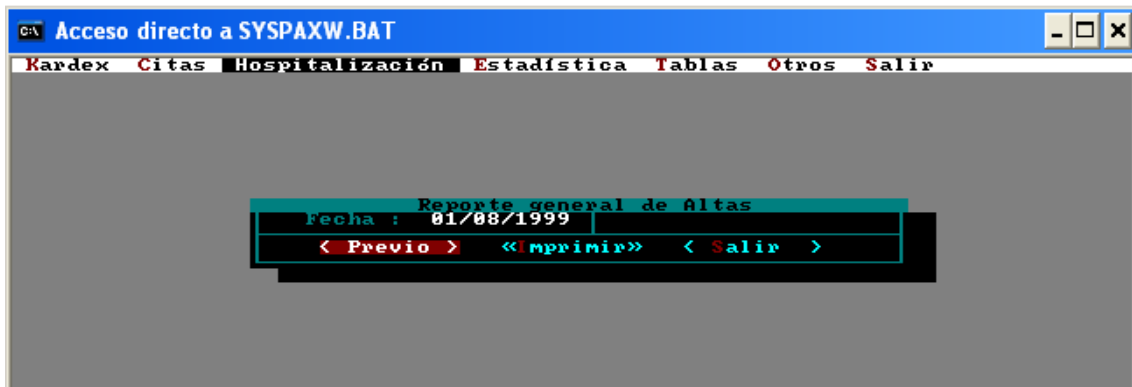 Acceso directo a SYSPAXW.BAT
Kardex Citas Hospitalización Estadística Tablas Otros Salir
Reporte general de Altas
Fecha : 01/08/1999
< Previo > «Imprimir» < Salir >